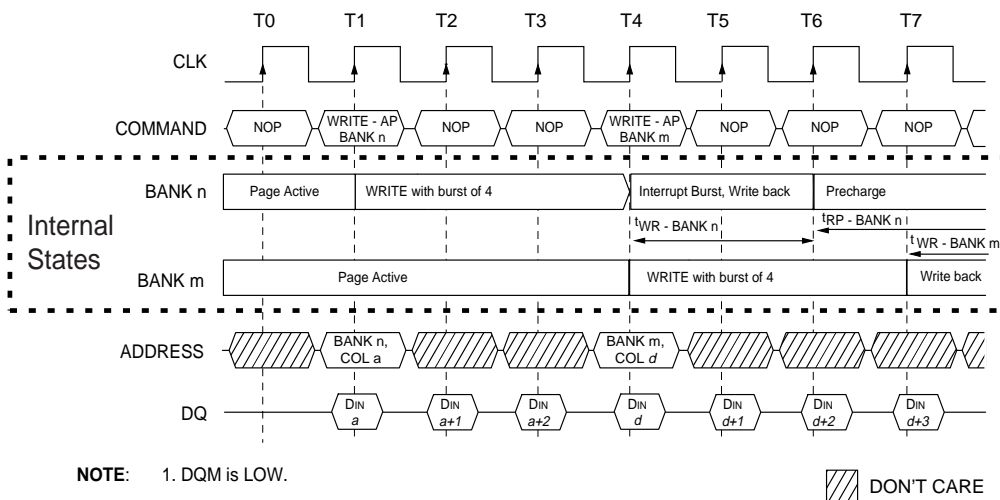 T0 T1 T2 T3 T4 T5 T6 T7
CLK
COMMAND NOP WRITE - AP BANK n NOP NOP WRITE - AP BANK m NOP NOP NOP
Internal States
BANK n Page Active WRITE with burst of 4 Interrupt Burst, Write back Precharge
tWR - BANK n tRP - BANK n
t WR - BANK m
BANK m Page Active WRITE with burst of 4 Write back
ADDRESS BANK n, COL a BANK m, COL d
DQ DIN a DIN a+1 DIN a+2 DIN d DIN d+1 DIN d+2 DIN d+3
NOTE: 1. DQM is LOW.
DON'T CARE